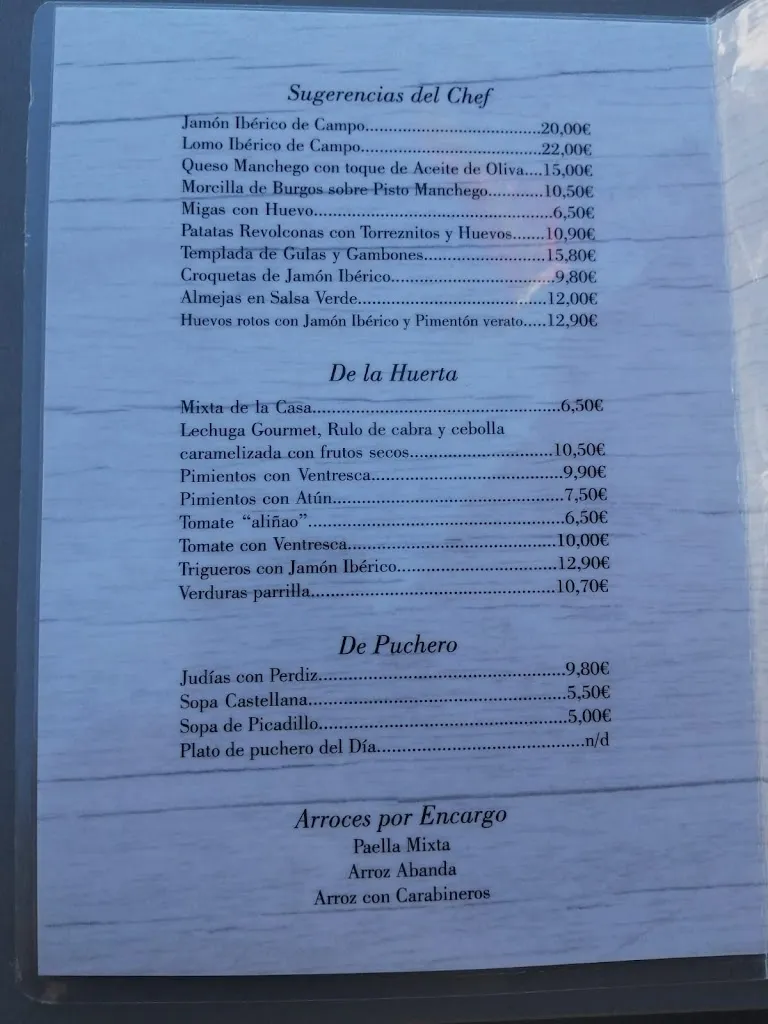 Sugerencias del Chef
Jamón Ibérico de Campo....................................20,00€
Lomo Ibérico de Campo.....................................22,00€
Queso Manchego con toque de Aceite de Oliva....15,00€
Morcilla de Burgos sobre Pisto Manchego...........10,50€
Migas con Huevo................................................6,50€
Patatas Revolconas con Torreznitos y Huevos.......10,90€
Templada de Gulas y Gambones........................15,80€
Croquetas de Jamón Ibérico.................................9,80€
Almejas en Salsa Verde......................................12,00€
Huevos rotos con Jamón Ibérico y Pimentón verato.....12,90€
De la Huerta
Mixta de la Casa..................................................6,50€
Lechuga Gourmet, Rulo de cabra y cebolla
caramelizada con frutos secos.............................10,50€
Pimientos con Ventresca......................................9,90€
Pimientos con Atún..............................................7,50€
Tomate “aliñao”...................................................6,50€
Tomate con Ventresca..........................................10,00€
Trigueros con Jamón Ibérico................................12,90€
Verduras parrilla.................................................10,70€
De Puchero
Judías con Perdiz..................................................9,80€
Sopa Castellana....................................................5,50€
Sopa de Picadillo..................................................5,00€
Plato de puchero del Día.........................................n/d
Arroces por Encargo
Paella Mixta
Arroz Abanda
Arroz con Carabineros